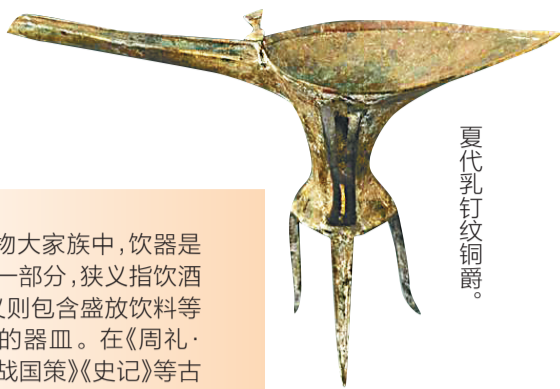 夏代乳钉纹铜爵。
物大家族中,饮器是
一部分,狭义指饮酒
义则包含盛放饮料等
的器皿。在《周礼·
战国策》《史记》等古